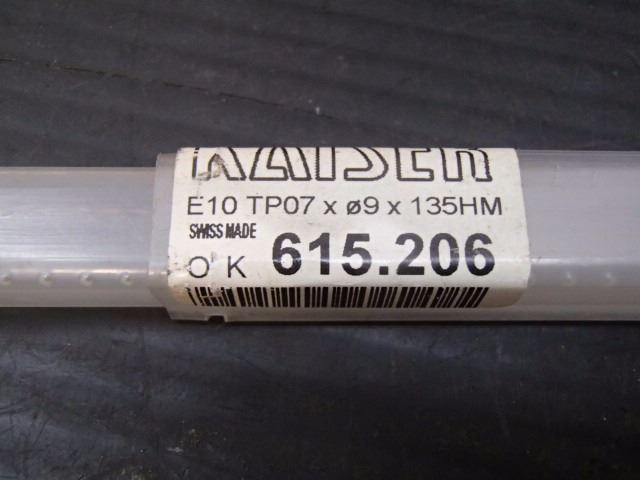 KAISER
E10 TP07 x ø9 x 135HM
SWISS MADE
O' K 615.206